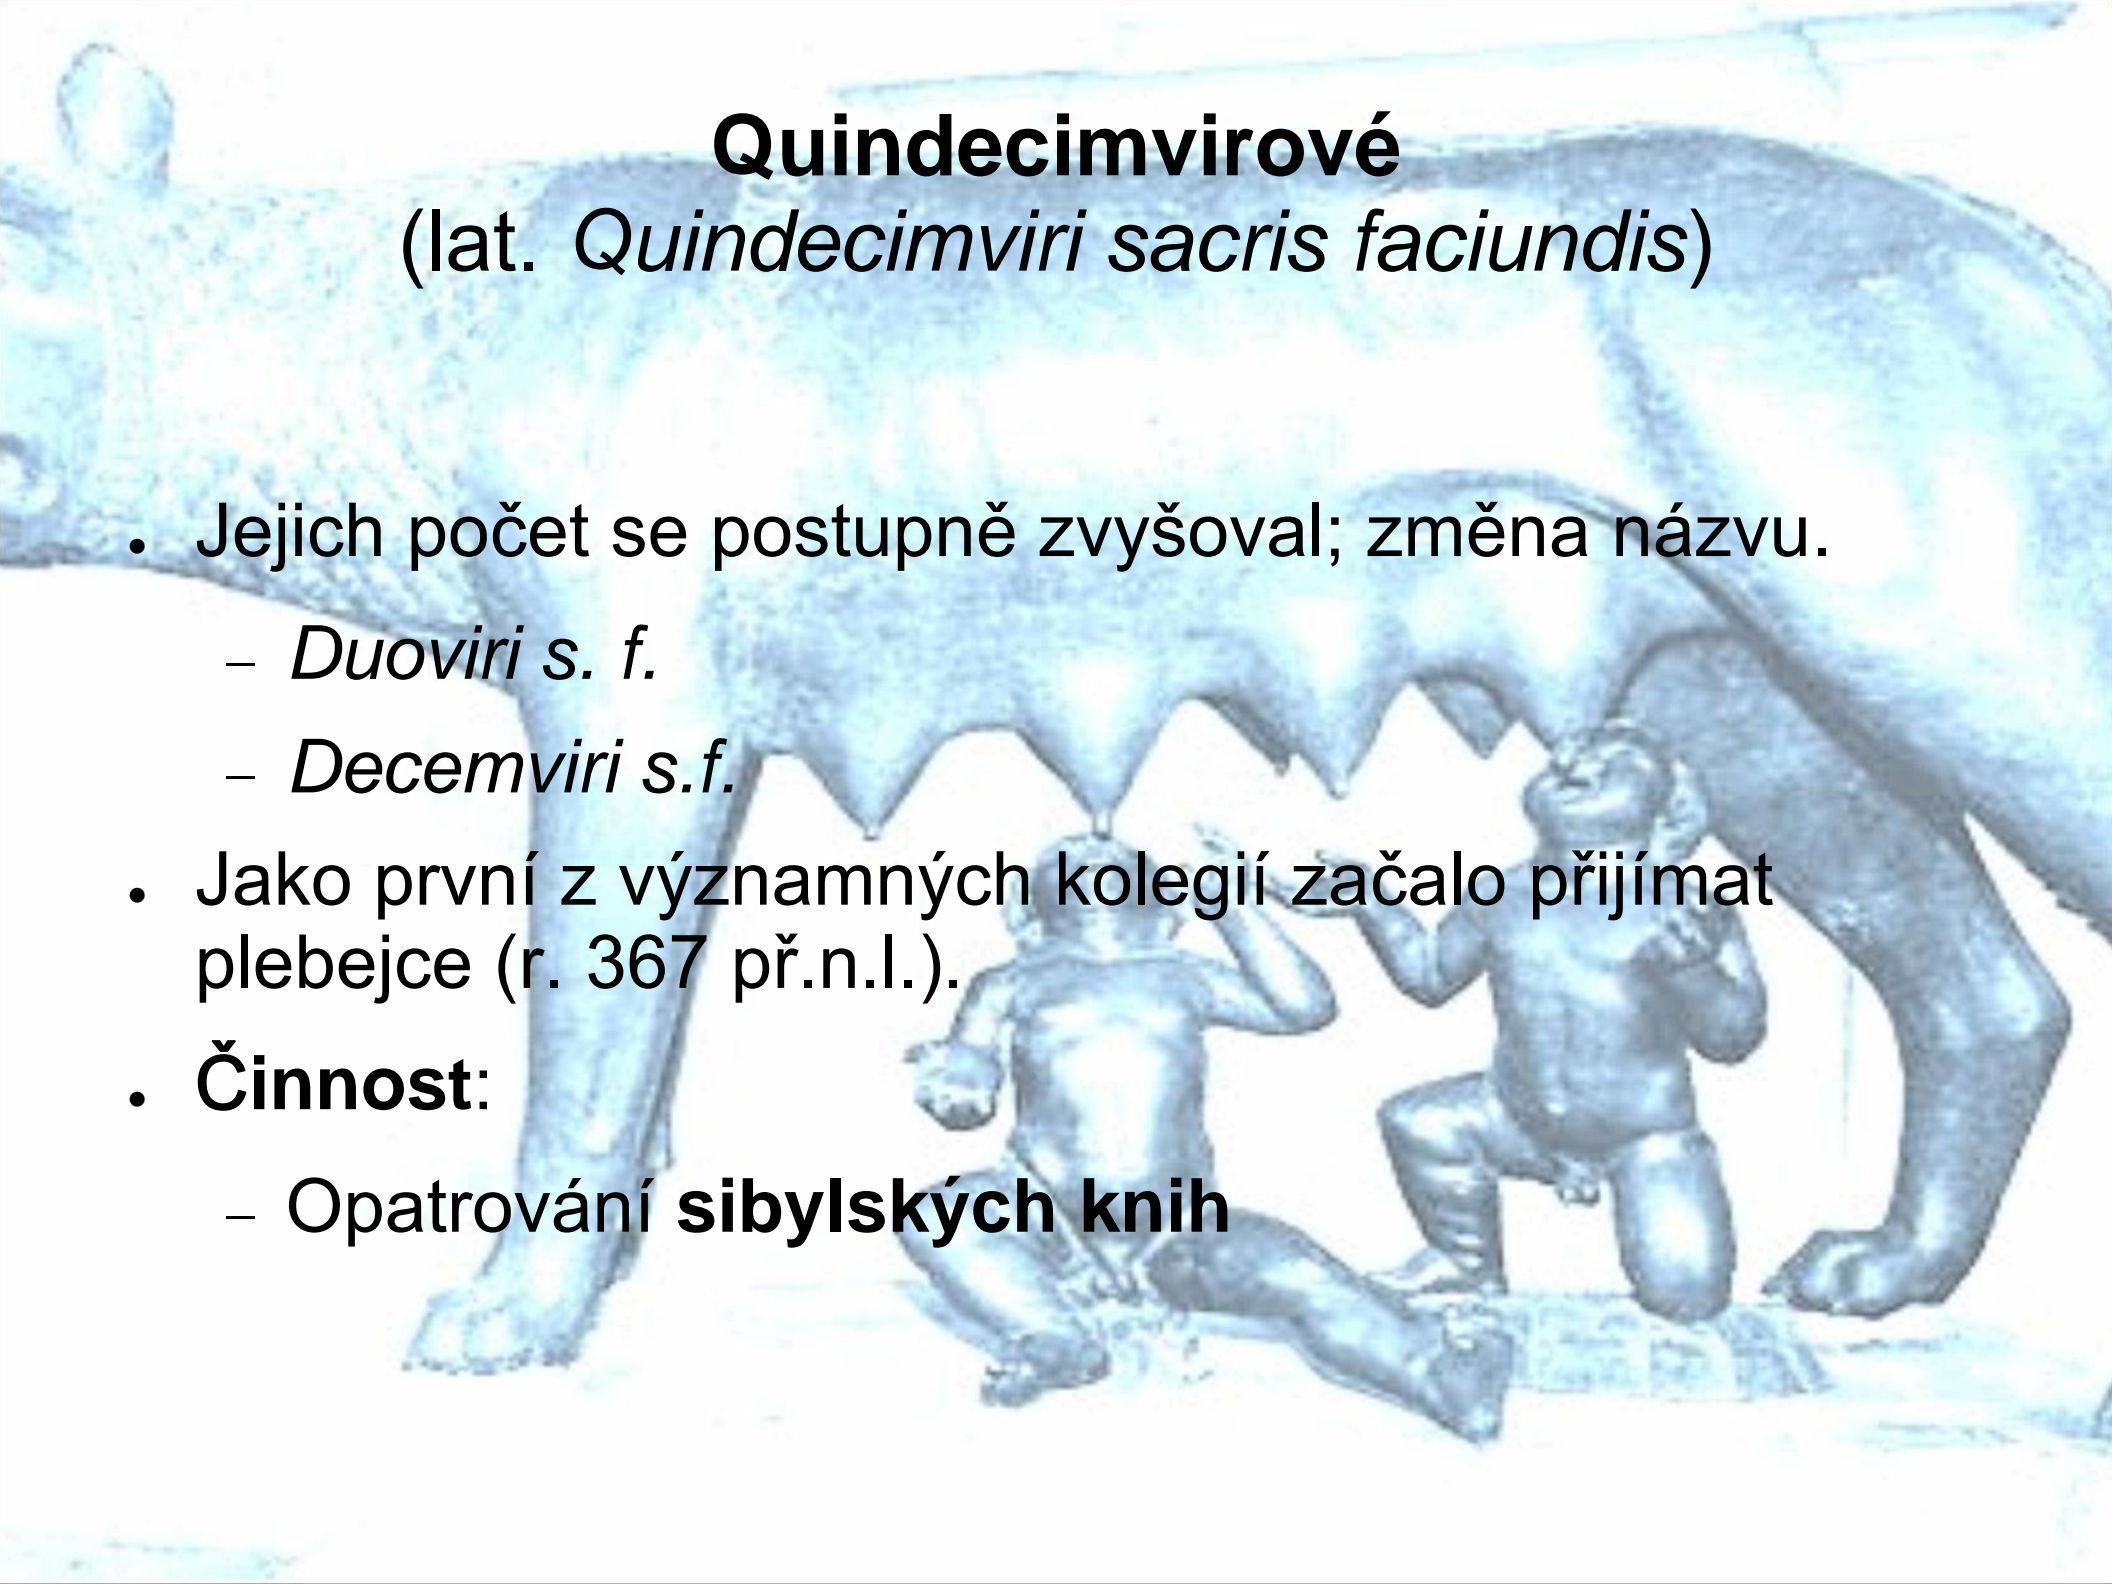 Quindecimvirové
(lat. Quindecimviri sacris faciundis)
● Jejich počet se postupně zvyšoval; změna názvu.
– Duoviri s. f.
– Decemviri s.f.
● Jako první z významných kolegií začalo přijímat
plebejce (r. 367 př.n.l.).
● Činnost:
– Opatrování sibylských knih